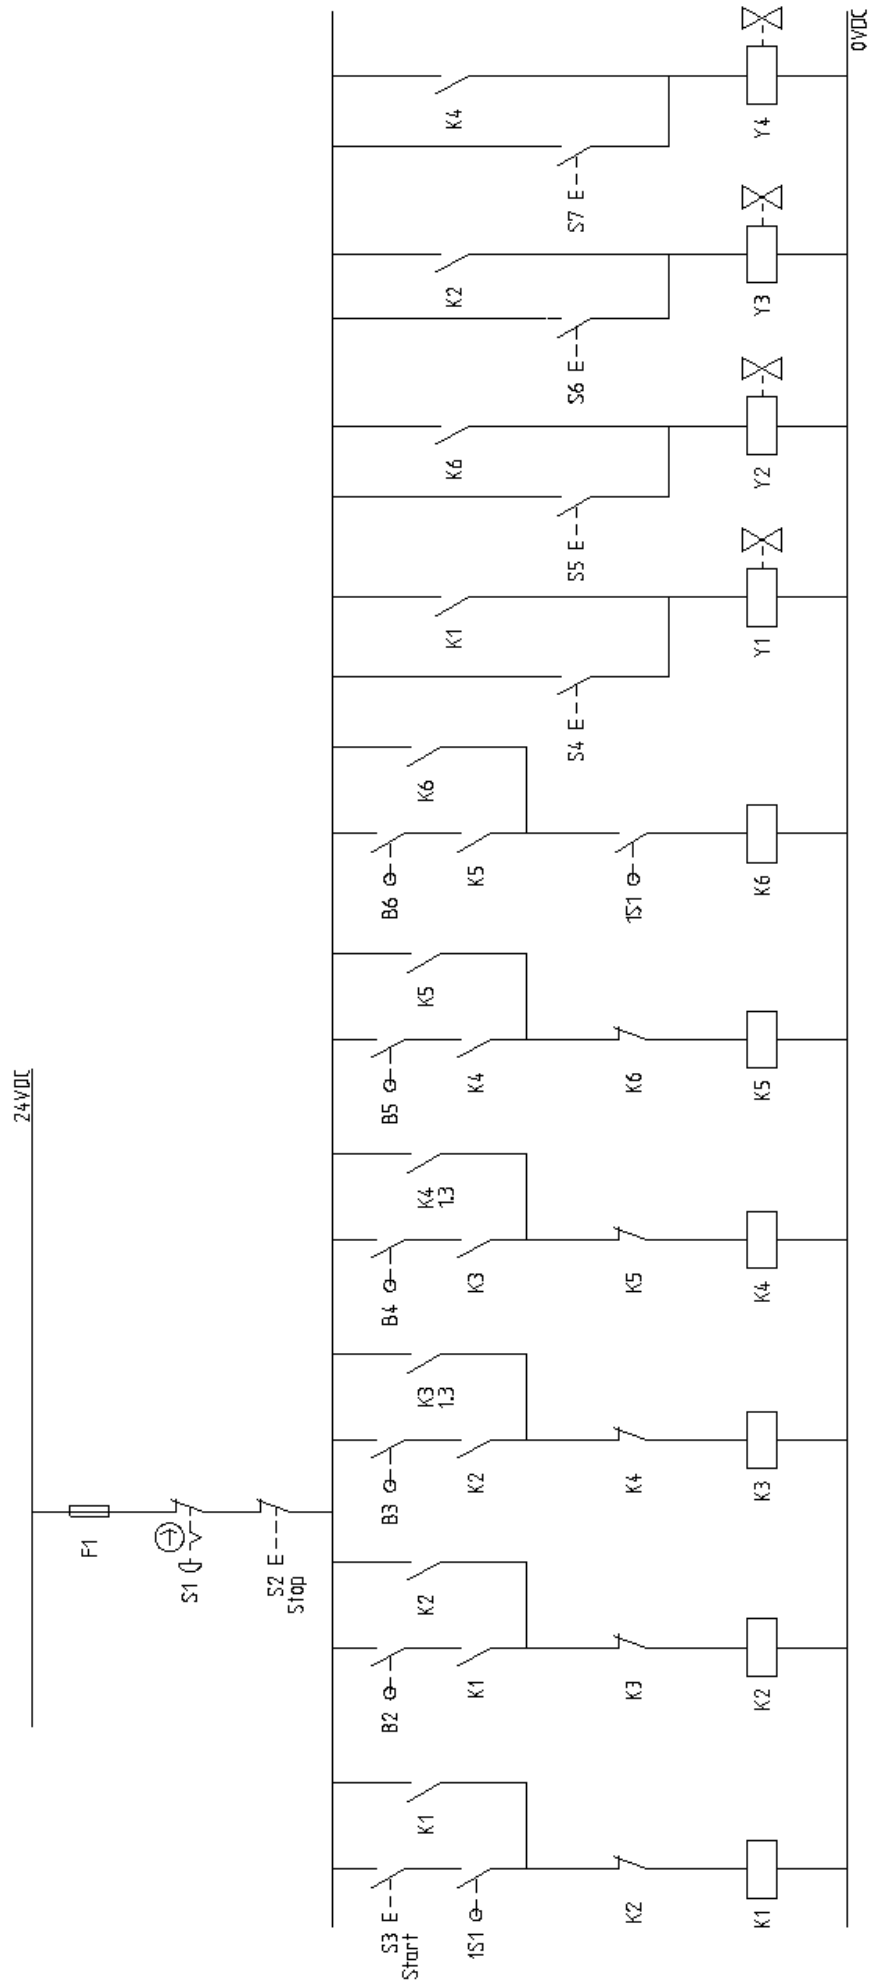 24VDC
F1
S1
S2
Stop
S3
Start
1S1
K1
K2
K1
B2
K1
K2
K3
K2
B3
K2
K3
1.3
K4
K3
B4
K3
K4
1.3
K5
K4
B5
K4
K5
K6
K5
B6
K5
K6
1S1
K6
S4
K1
Y1
S5
K6
Y2
S6
K2
Y3
S7
K4
Y4
0VDC